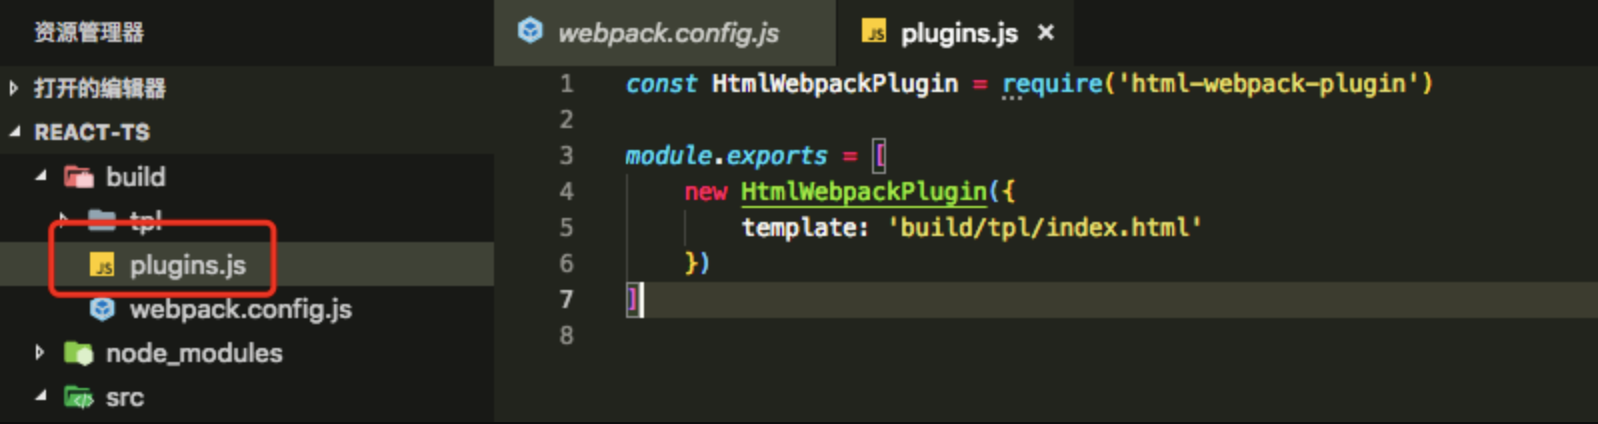 资源管理器
打开的编辑器
REACT-TS
build
tpl
JS plugins.js
webpack.config.js
node_modules
src
webpack.config.js
JS plugins.js ×
1 const HtmlWebpackPlugin = require('html-webpack-plugin')
2
3 module.exports = [
4 new HtmlWebpackPlugin({
5 template: 'build/tpl/index.html'
6 })
7 ]
8